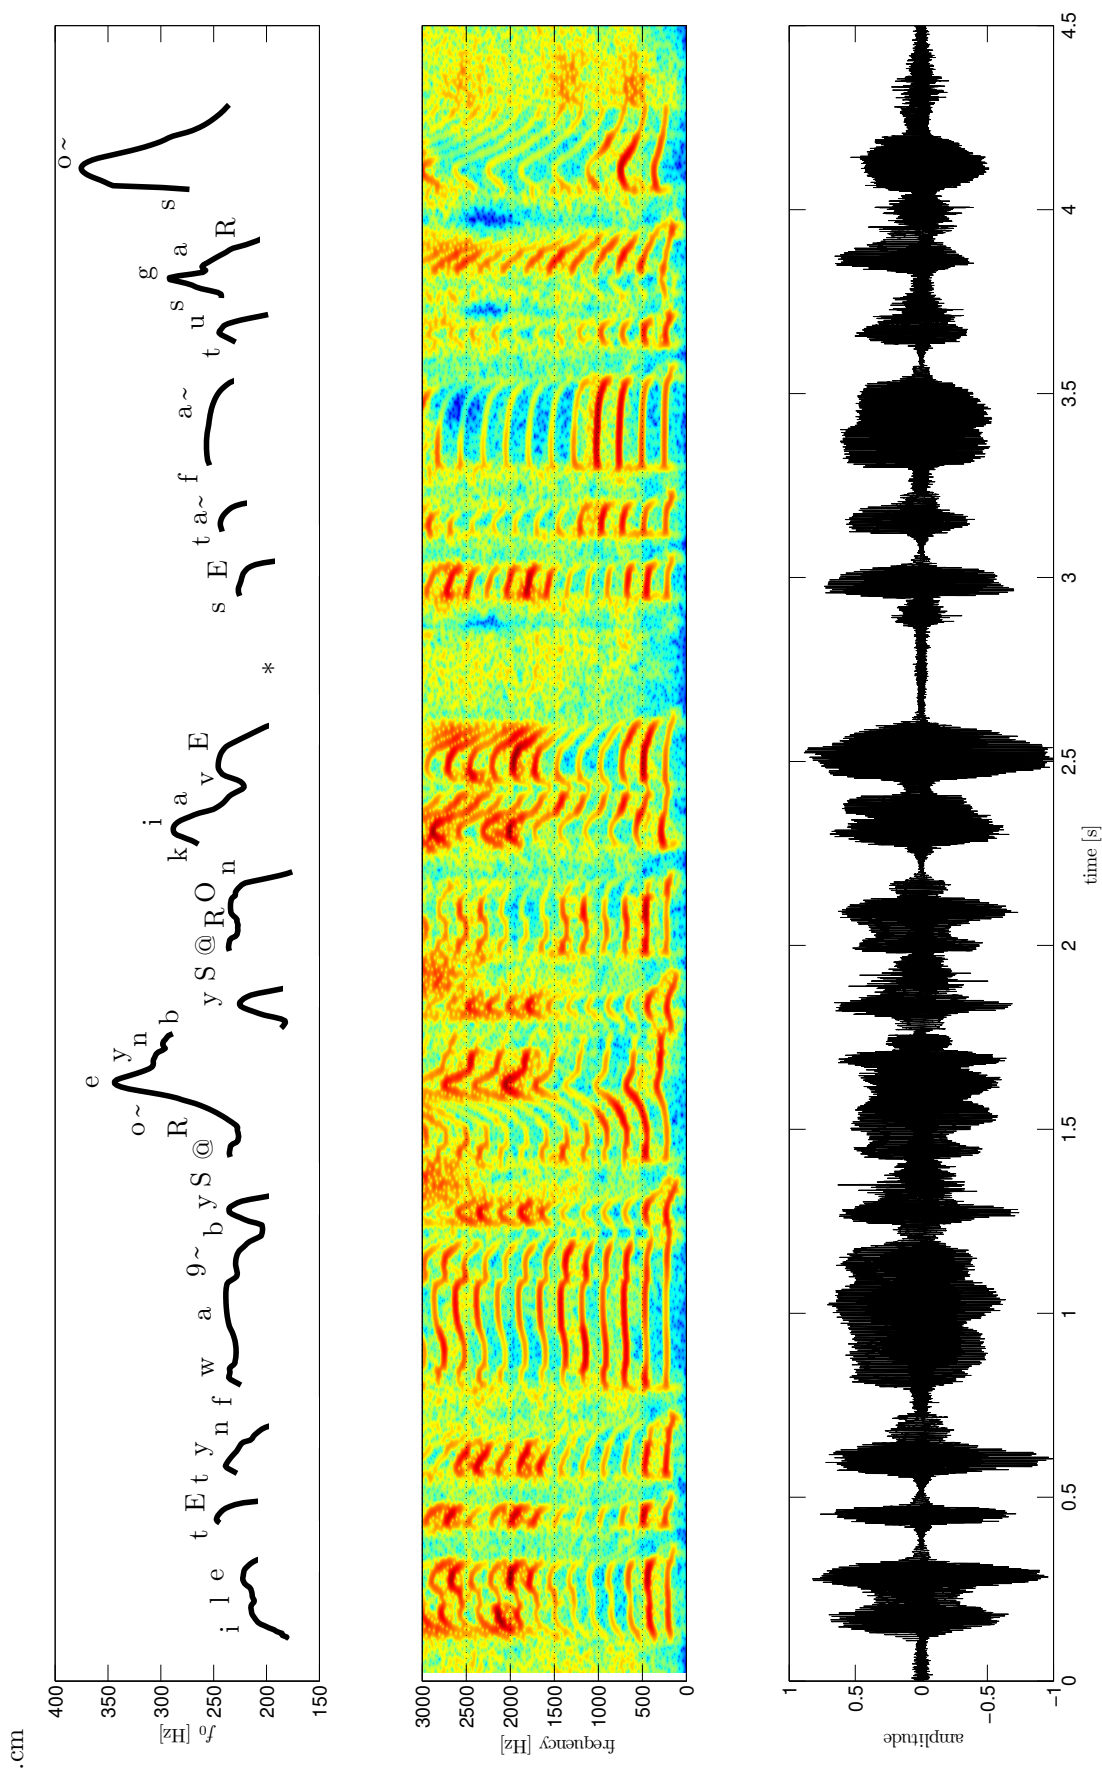 .cm
400
350
300
250
200
150
f0 [Hz]
i l e t E t y n f w a 9~ b y S @ R o~ e y n b y S @ R O n k i a v E * s E t a~ f a~ t u s g a R s o~
3000
2500
2000
1500
1000
500
0
frequency [Hz]
1
0.5
0
−0.5
−1
amplitude
0 0.5 1 1.5 2 2.5 3 3.5 4 4.5
time [s]